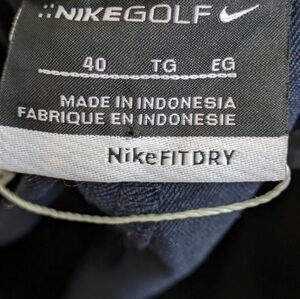 NIKEGOLF
40 TG EG
MADE IN INDONESIA
FABRIQUE EN INDONESIE
NikeFITDRY